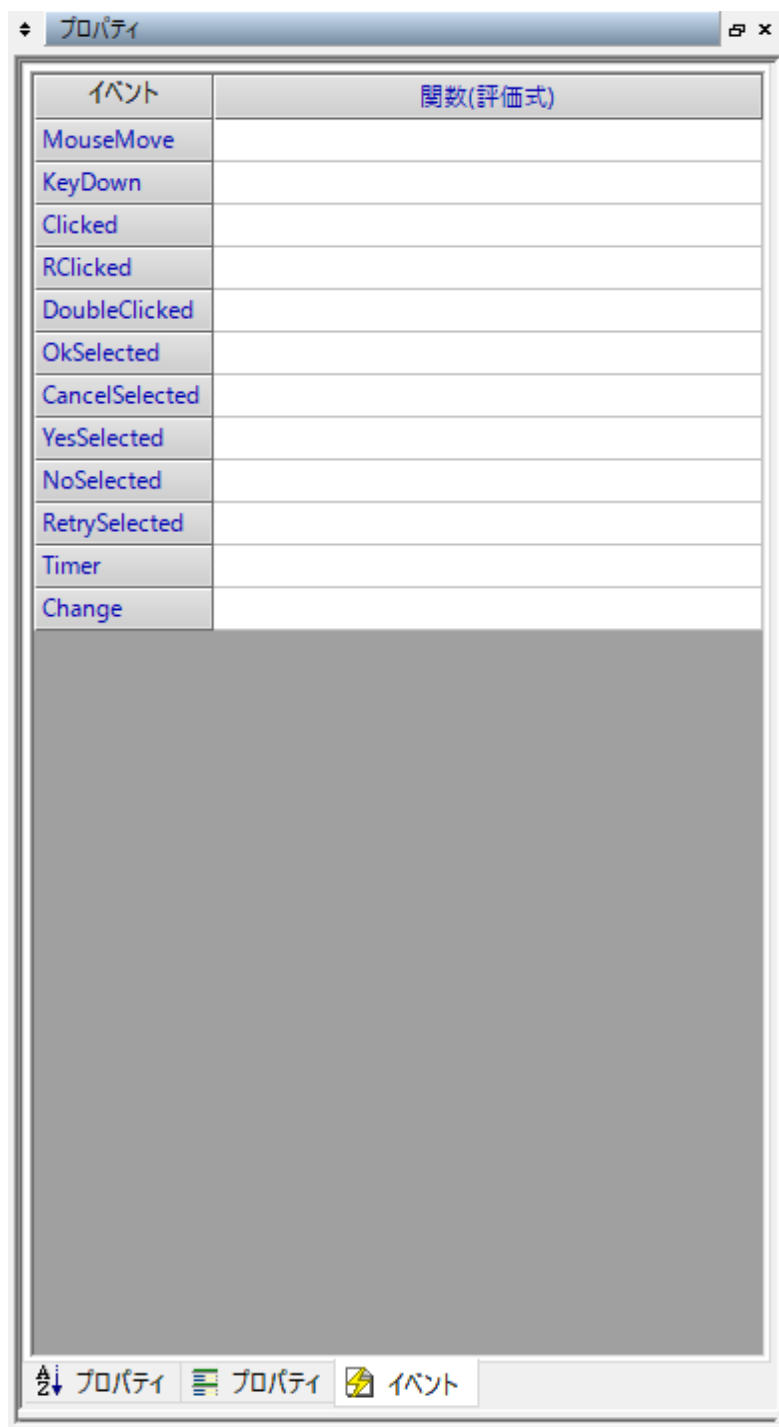 プロパティ
イベント 関数(評価式)
MouseMove
KeyDown
Clicked
RClicked
DoubleClicked
OkSelected
CancelSelected
YesSelected
NoSelected
RetrySelected
Timer
Change
プロパティ プロパティ イベント